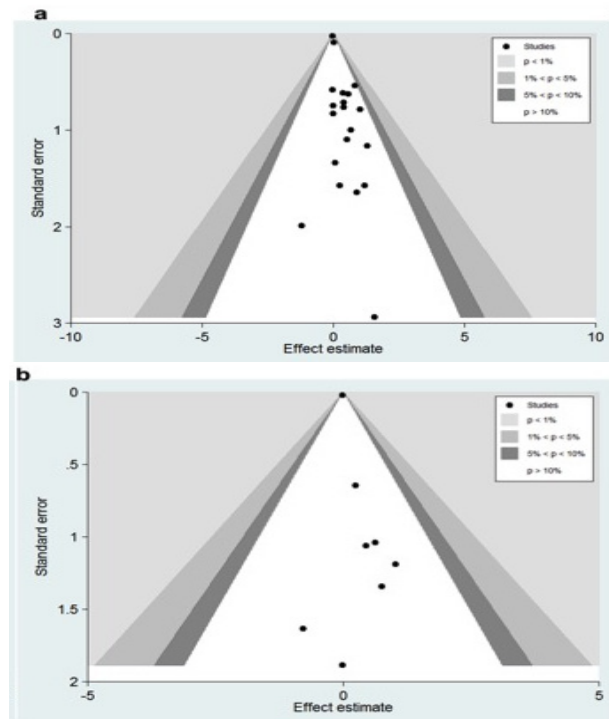 a
0
1
2
3
Standard error
-10
-5
0
5
10
Effect estimate
Studies
p < 1%
1% < p < 5%
5% < p < 10%
p > 10%
b
0
.5
1
1.5
2
Standard error
-5
0
5
Effect estimate
Studies
p < 1%
1% < p < 5%
5% < p < 10%
p > 10%